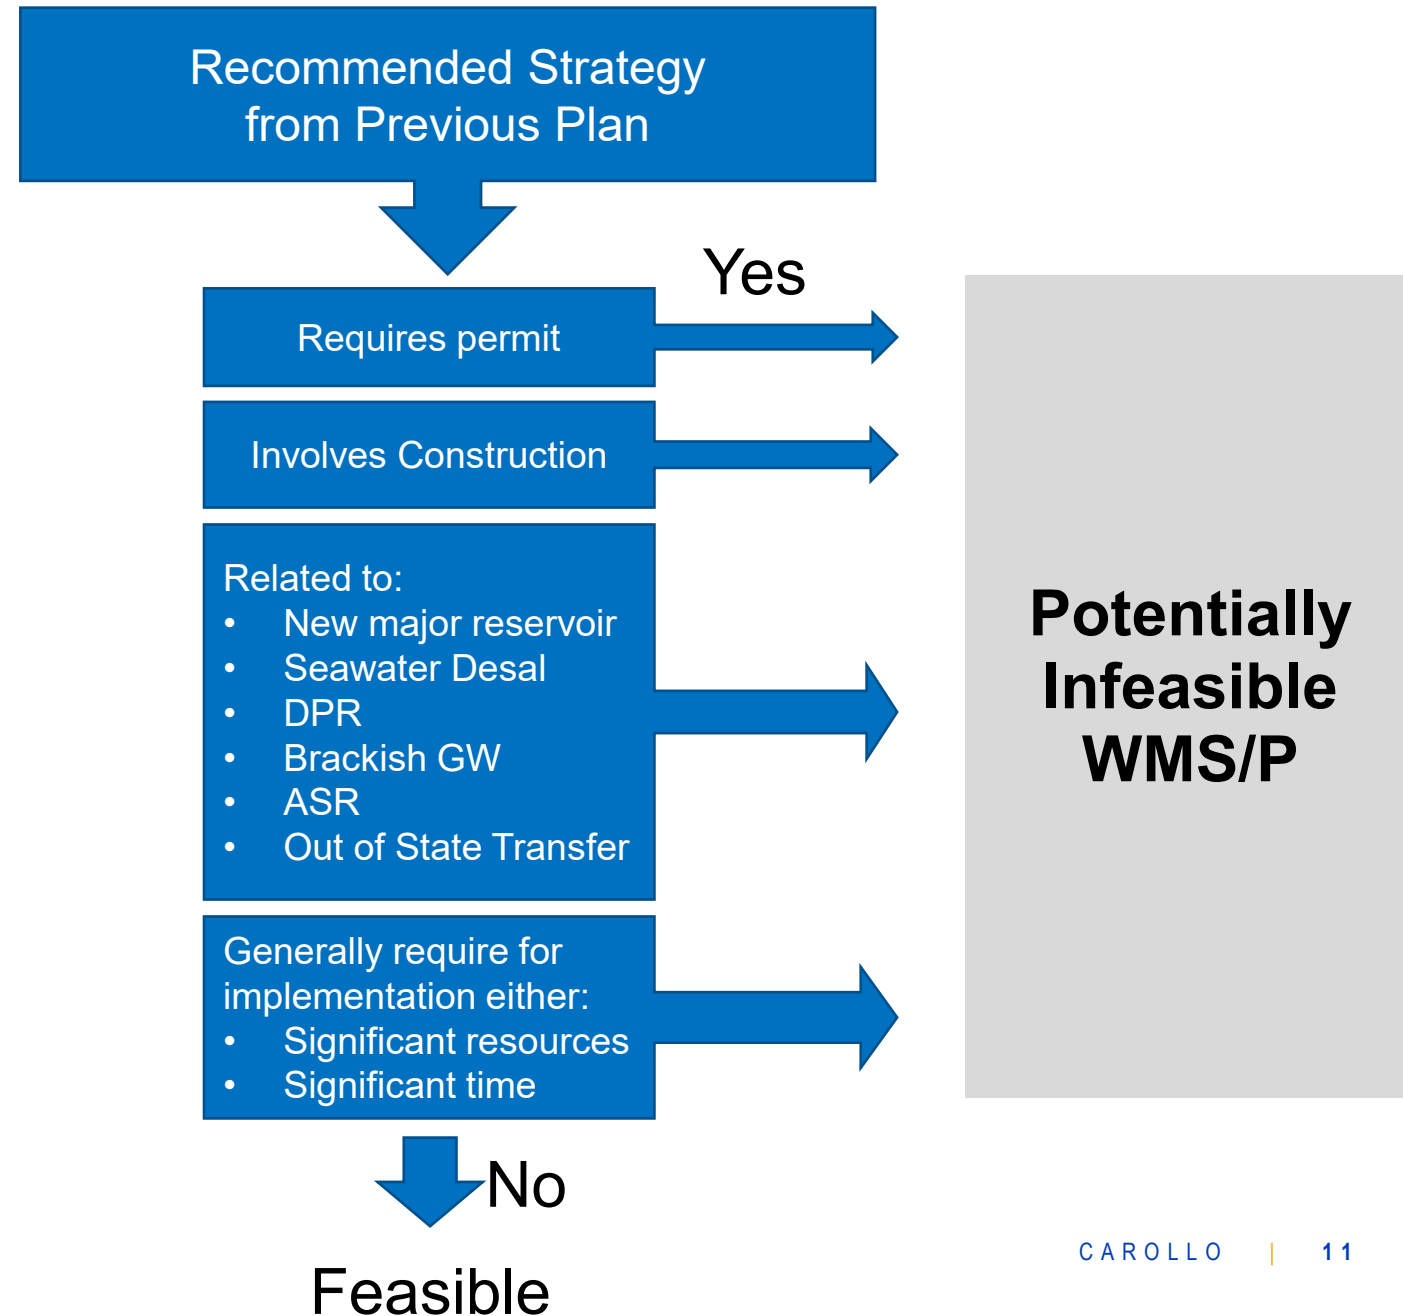 Recommended Strategy
from Previous Plan
Yes
Requires permit
Involves Construction
Related to:
• New major reservoir
• Seawater Desal
• DPR
• Brackish GW
• ASR
• Out of State Transfer
Generally require for
implementation either:
• Significant resources
• Significant time
Potentially
Infeasible
WMS/P
No
Feasible
CAROLLO | 11